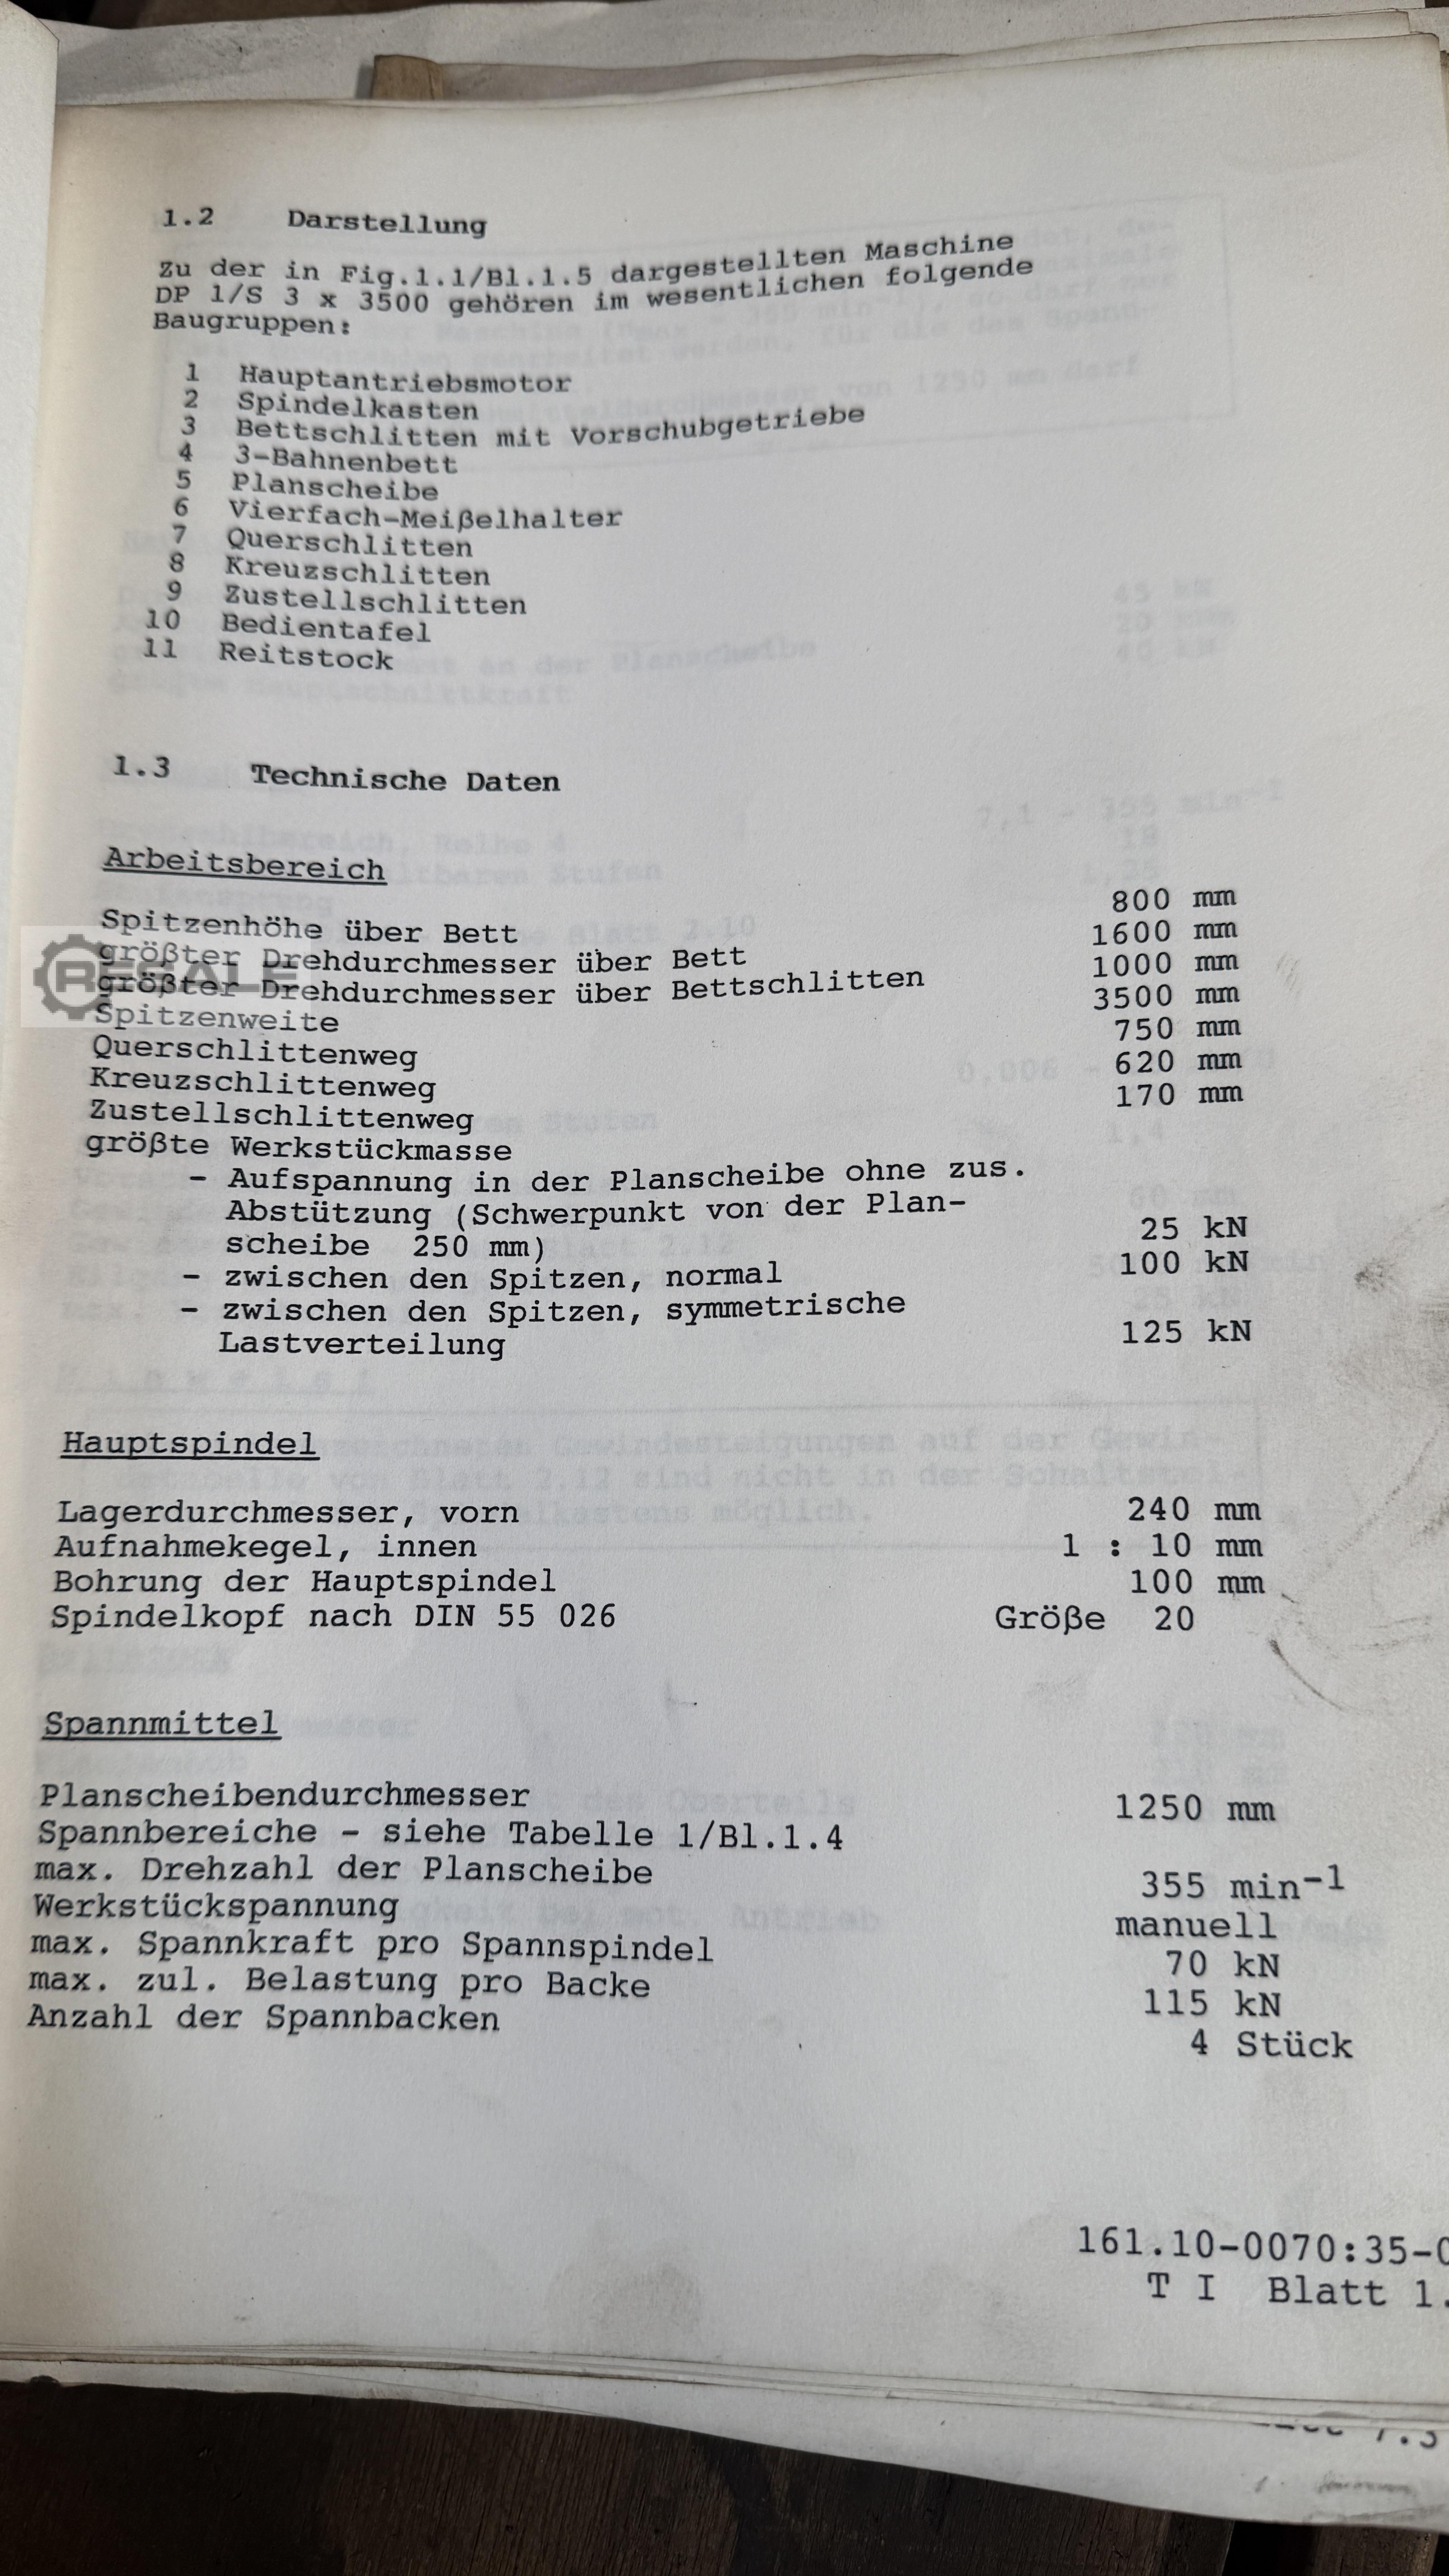 1.2 Darstellung
Zu der in Fig.1.1/Bl.1.5 dargestellten Maschine
DP 1/S 3 x 3500 gehören im wesentlichen folgende
Baugruppen:
1 Hauptantriebsmotor
2 Spindelkasten
3 Bettschlitten mit Vorschubgetriebe
4 3-Bahnenbett
5 Planscheibe
6 Vierfach-Meißelhalter
7 Querschlitten
8 Kreuzschlitten
9 Zustellschlitten
10 Bedientafel
11 Reitstock
1.3 Technische Daten
Arbeitsbereich
Spitzenhöhe über Bett 800 mm
größter Drehdurchmesser über Bett 1600 mm
größter Drehdurchmesser über Bettschlitten 1000 mm
Spitzenweite 3500 mm
Querschlittenweg 750 mm
Kreuzschlittenweg 620 mm
Zustellschlittenweg 170 mm
größte Werkstückmasse
- Aufspannung in der Planscheibe ohne zus.
Abstützung (Schwerpunkt von der Plan-
scheibe 250 mm) 25 kN
- zwischen den Spitzen, normal 100 kN
- zwischen den Spitzen, symmetrische
Lastverteilung 125 kN
Hauptspindel
Lagerdurchmesser, vorn 240 mm
Aufnahmekegel, innen 1 : 10 mm
Bohrung der Hauptspindel 100 mm
Spindelkopf nach DIN 55 026 Größe 20
Spannmittel
Planscheibendurchmesser 1250 mm
Spannbereiche - siehe Tabelle 1/Bl.1.4
max. Drehzahl der Planscheibe 355 min-1
Werkstückspannung manuell
max. Spannkraft pro Spannspindel 70 kN
max. zul. Belastung pro Backe 115 kN
Anzahl der Spannbacken 4 Stück
161.10-0070:35-0
T I Blatt 1.
RESALE